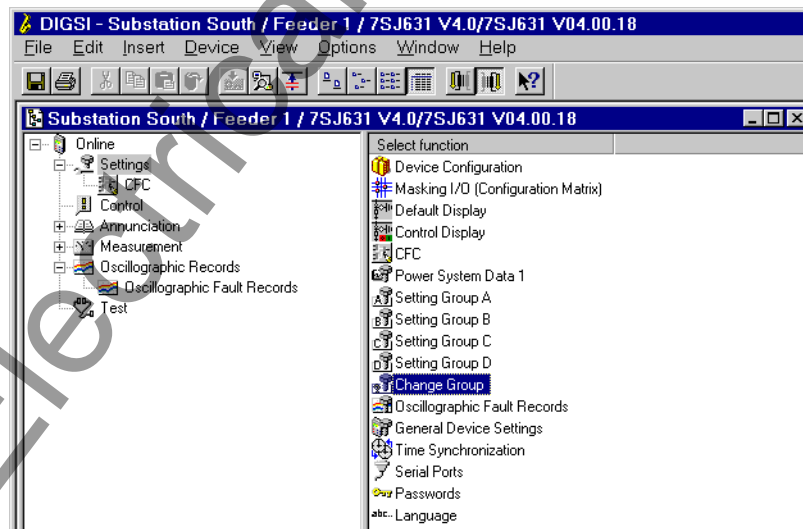 DIGSI - Substation South / Feeder 1 / 7SJ631 V4.0/7SJ631 V04.00.18
File Edit Insert Device View Options Window Help
Substation South / Feeder 1 / 7SJ631 V4.0/7SJ631 V04.00.18
Online
Settings
CFC
Control
Annunciation
Measurement
Oscillographic Records
Oscillographic Fault Records
Test
Select function
Device Configuration
Masking I/O (Configuration Matrix)
Default Display
Control Display
CFC
Power System Data 1
A Setting Group A
B Setting Group B
C Setting Group C
D Setting Group D
Change Group
Oscillographic Fault Records
General Device Settings
Time Synchronization
Serial Ports
Passwords
abc.. Language
Electrical